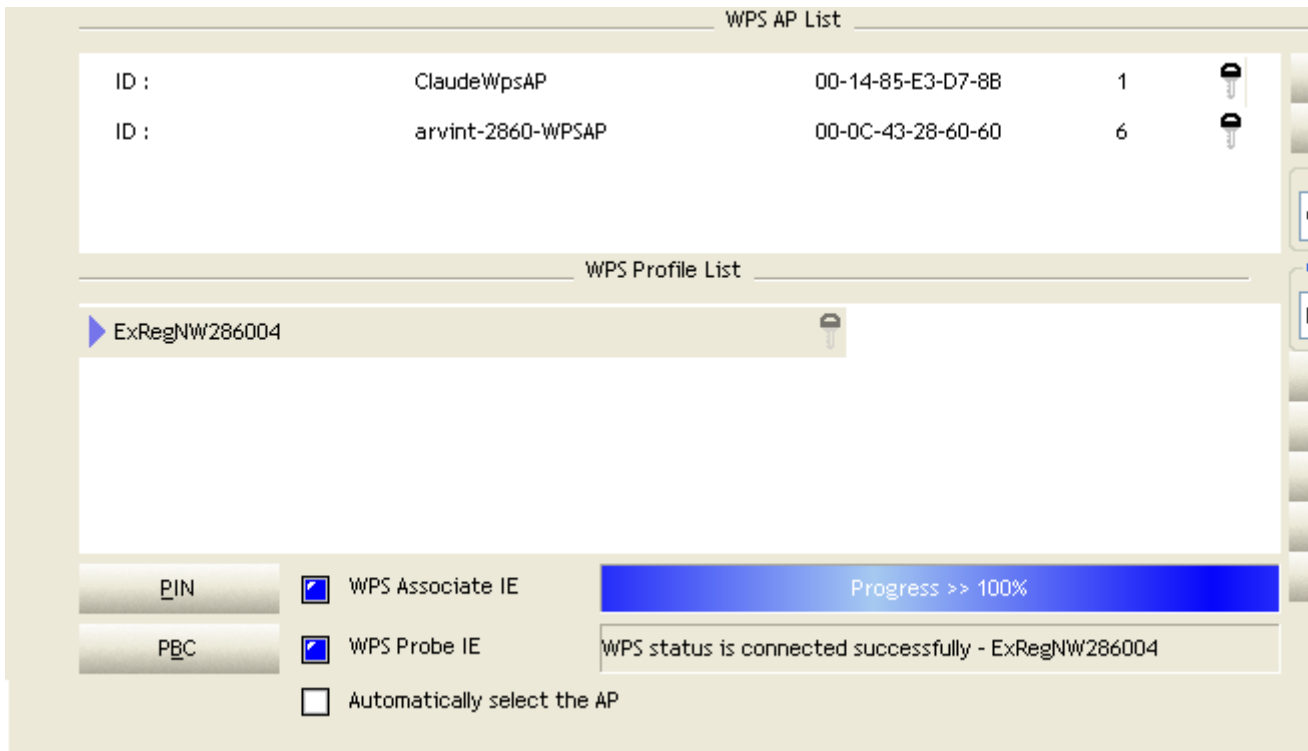 WPS AP List
ID : ClaudeWpsAP 00-14-85-E3-D7-8B 1
ID : arvint-2860-WPSAP 00-0C-43-28-60-60 6
WPS Profile List
ExRegNW286004
PIN WPS Associate IE Progress >> 100%
PBC WPS Probe IE WPS status is connected successfully - ExRegNW286004
Automatically select the AP